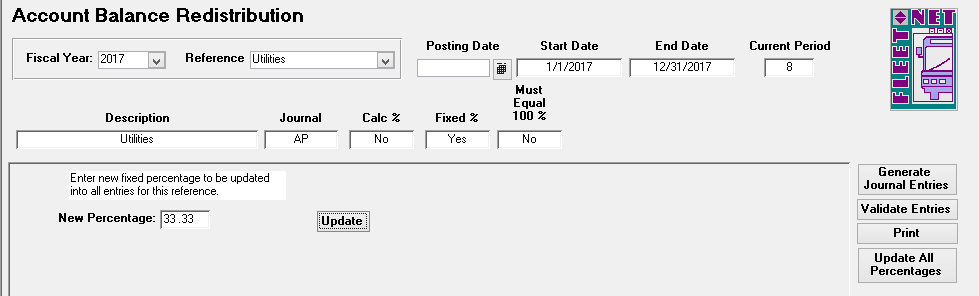 Account Balance Redistribution
FLEET NET
Fiscal Year: 2017 Reference Utilities
Posting Date Start Date End Date Current Period
1/1/2017 12/31/2017 8
Description Journal Calc % Fixed % Must Equal 100 %
Utilities AP No Yes No
Enter new fixed percentage to be updated
into all entries for this reference.
New Percentage: 33.33 Update
Generate
Journal Entries
Validate Entries
Print
Update All
Percentages